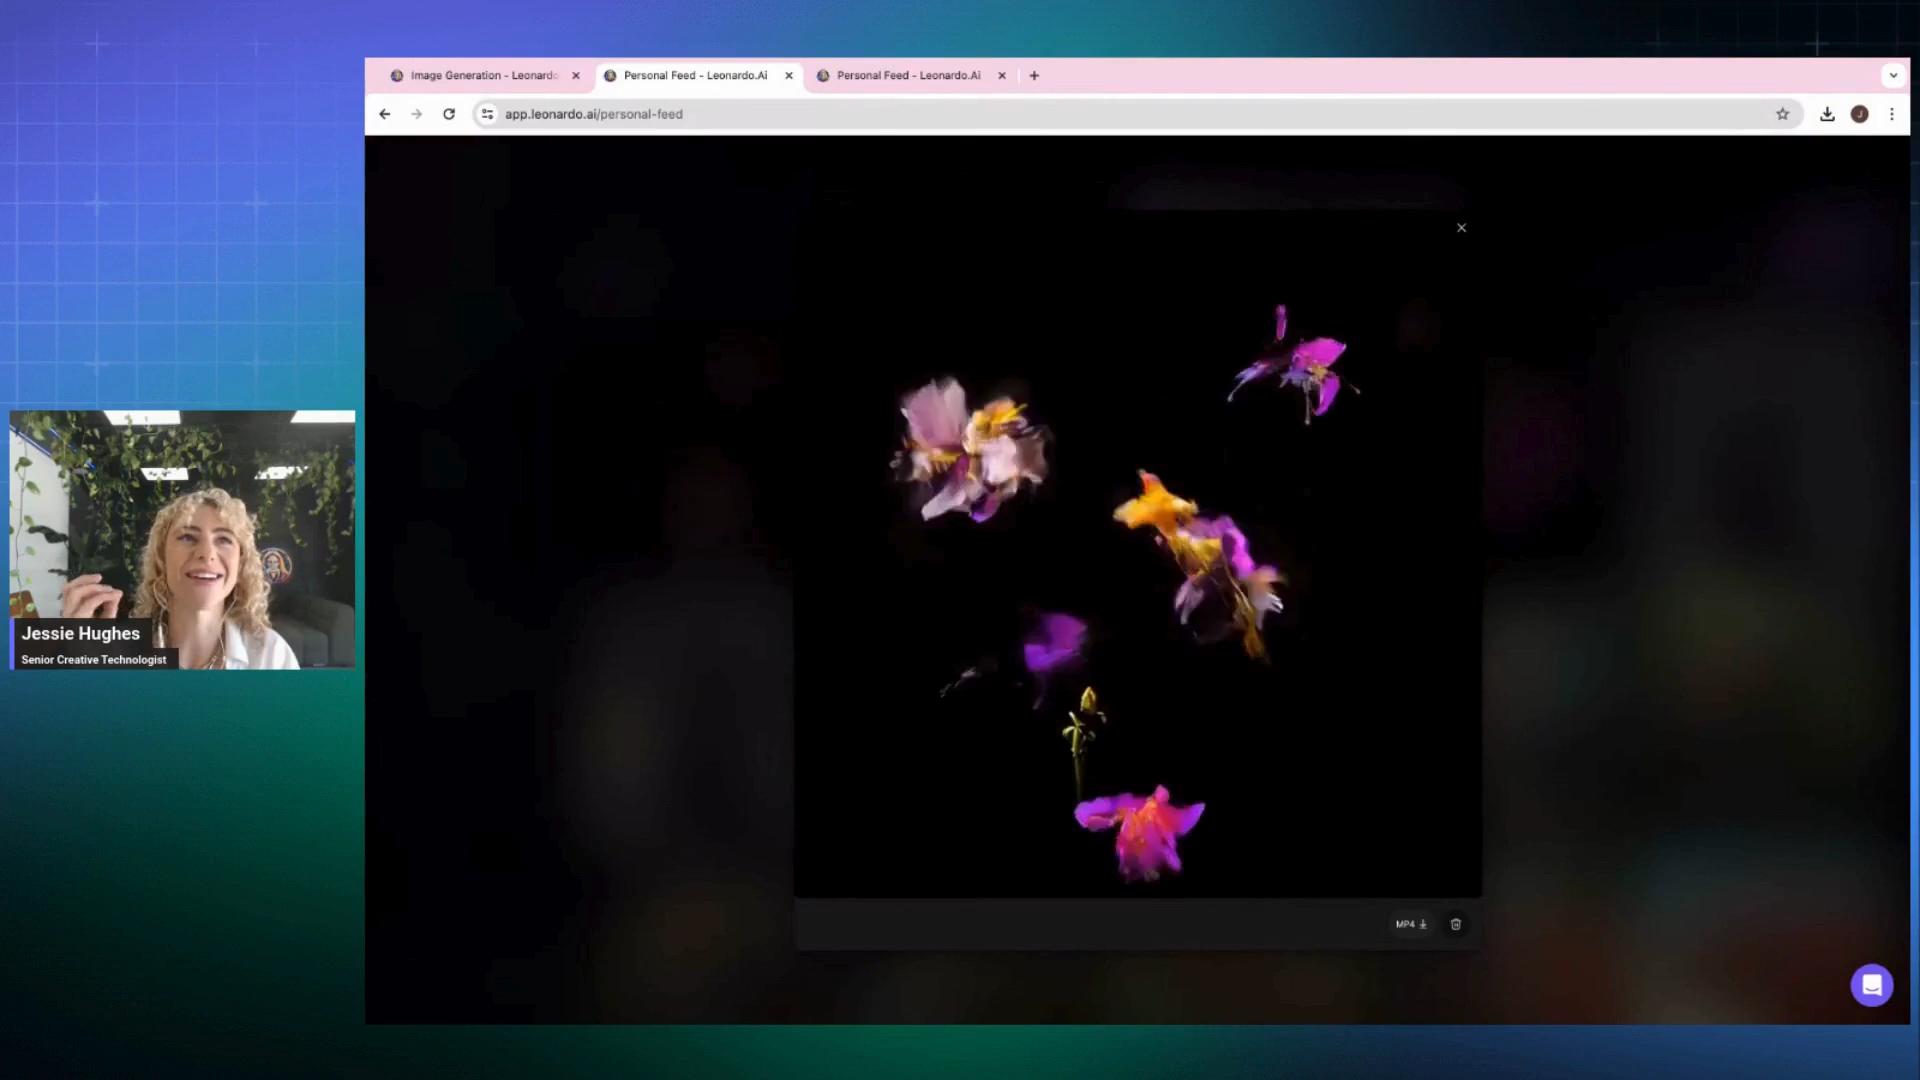 Image Generation - Leonardo
Personal Feed - Leonardo.Ai
Personal Feed - Leonardo.Ai
app.leonardo.ai/personal-feed
J
Jessie Hughes
Senior Creative Technologist
MP4